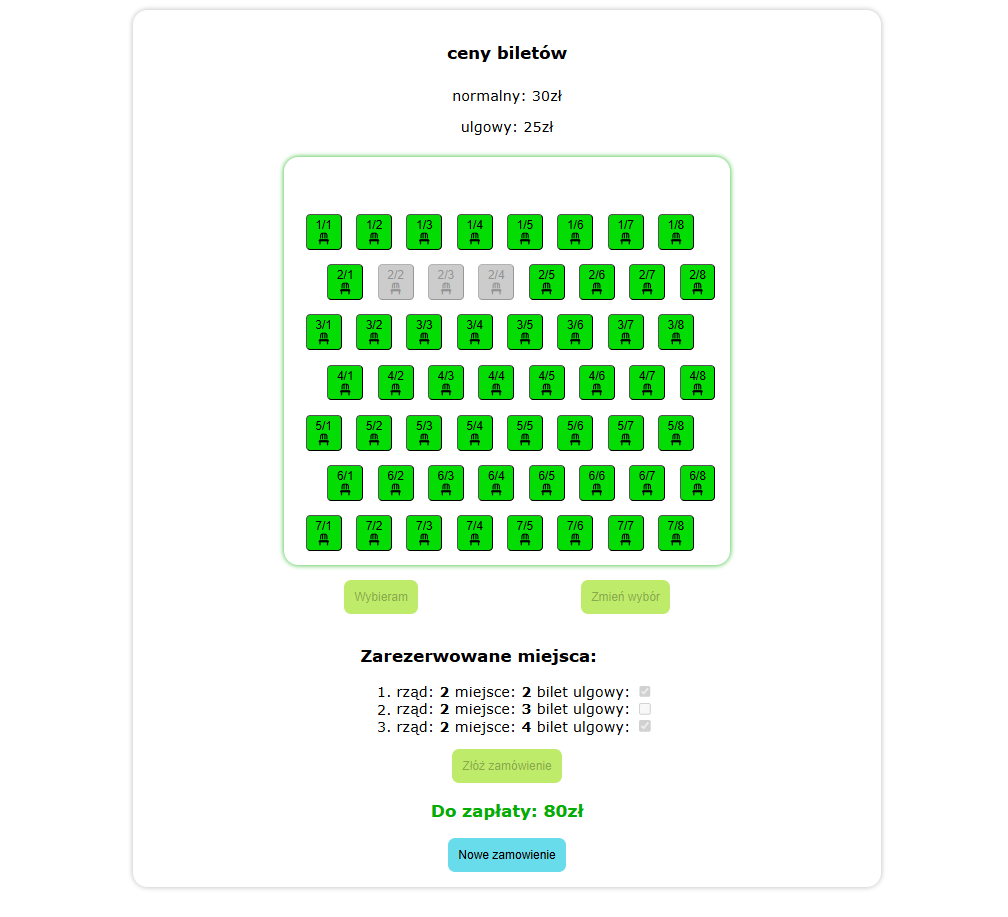 ceny biletów
normalny: 30zł
ulgowy: 25zł
1/1 1/2 1/3 1/4 1/5 1/6 1/7 1/8
2/1 2/2 2/3 2/4 2/5 2/6 2/7 2/8
3/1 3/2 3/3 3/4 3/5 3/6 3/7 3/8
4/1 4/2 4/3 4/4 4/5 4/6 4/7 4/8
5/1 5/2 5/3 5/4 5/5 5/6 5/7 5/8
6/1 6/2 6/3 6/4 6/5 6/6 6/7 6/8
7/1 7/2 7/3 7/4 7/5 7/6 7/7 7/8
Wybieram Zmień wybór
Zarezerwowane miejsca:
1. rząd: 2 miejsce: 2 bilet ulgowy:
2. rząd: 2 miejsce: 3 bilet ulgowy:
3. rząd: 2 miejsce: 4 bilet ulgowy:
Złóż zamówienie
Do zapłaty: 80zł
Nowe zamowienie